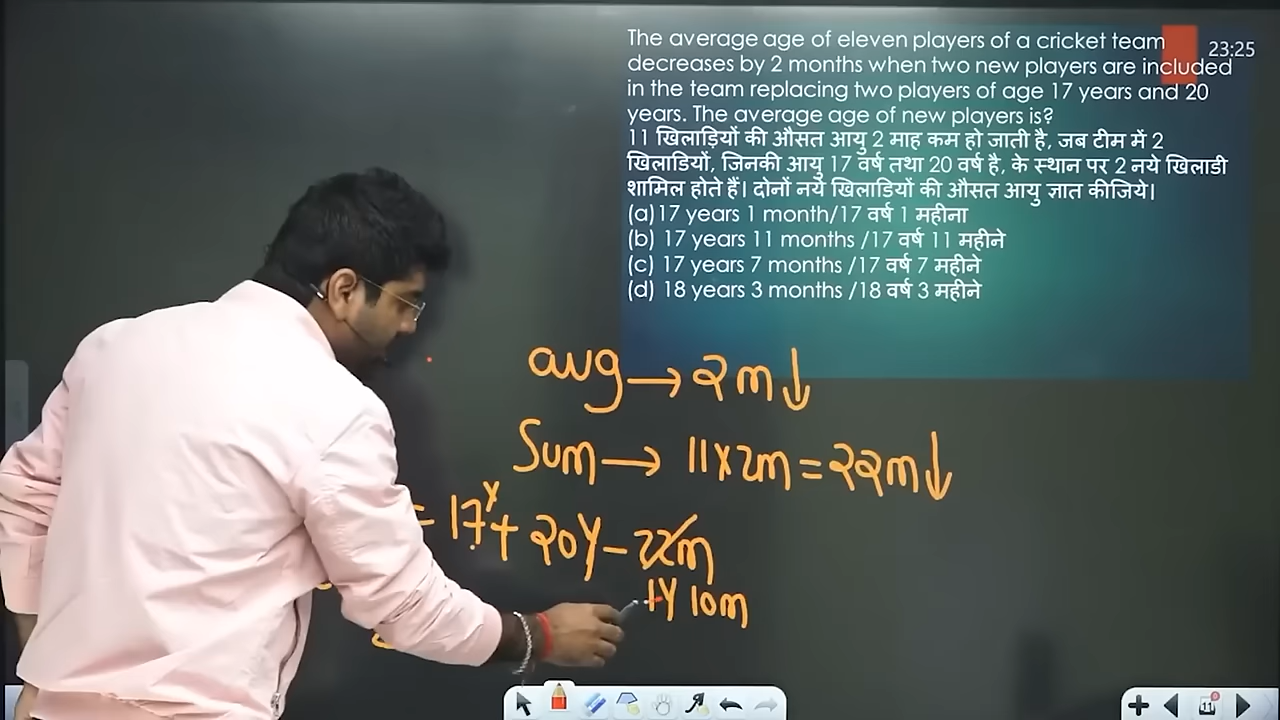 The average age of eleven players of a cricket team
23:25
decreases by 2 months when two new players are included
in the team replacing two players of age 17 years and 20
years. The average age of new players is?
11 खिलाड़ियों की औसत आयु 2 माह कम हो जाती है, जब टीम में 2
खिलाडियों, जिनकी आयु 17 वर्ष तथा 20 वर्ष है, के स्थान पर 2 नये खिलाडी
शामिल होते हैं। दोनों नये खिलाडियों की औसत आयु ज्ञात कीजिये।
(a)17 years 1 month/17 वर्ष 1 महीना
(b) 17 years 11 months /17 वर्ष 11 महीने
(c) 17 years 7 months /17 वर्ष 7 महीने
(d) 18 years 3 months /18 वर्ष 3 महीने
avg → 2m ↓
Sum → 11x2m = 22m ↓
= 17y + 20y - 22m
1y 10m
11